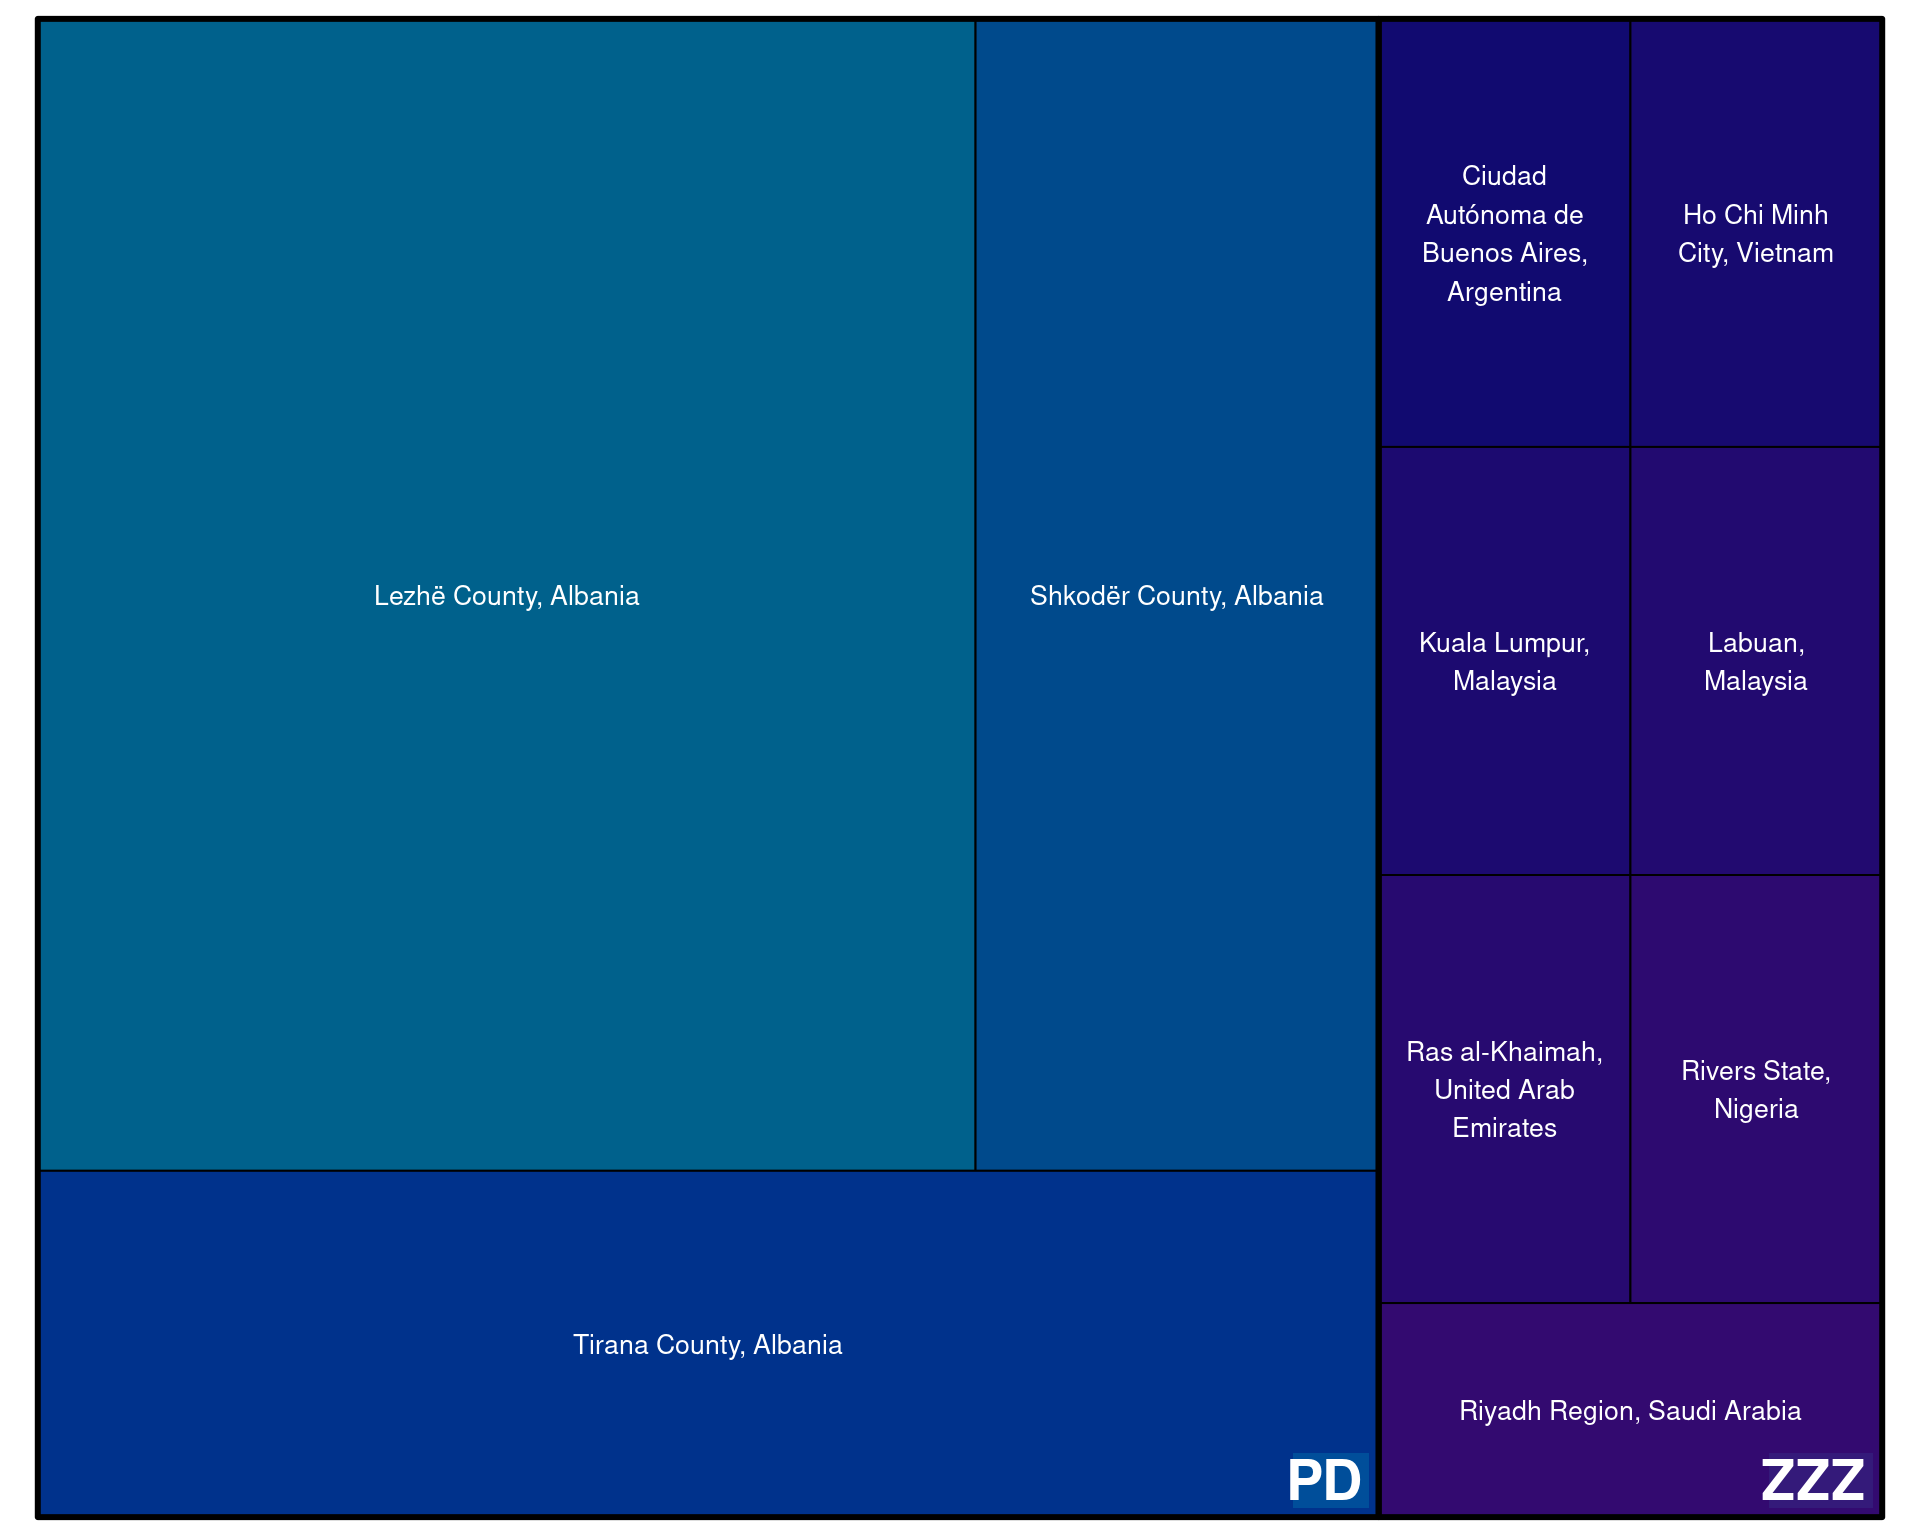 Lezhë County, Albania
Shkodër County, Albania
Tirana County, Albania
PD
Ciudad
Autónoma de
Buenos Aires,
Argentina
Ho Chi Minh
City, Vietnam
Kuala Lumpur,
Malaysia
Labuan,
Malaysia
Ras al-Khaimah,
United Arab
Emirates
Rivers State,
Nigeria
Riyadh Region, Saudi Arabia
ZZZ